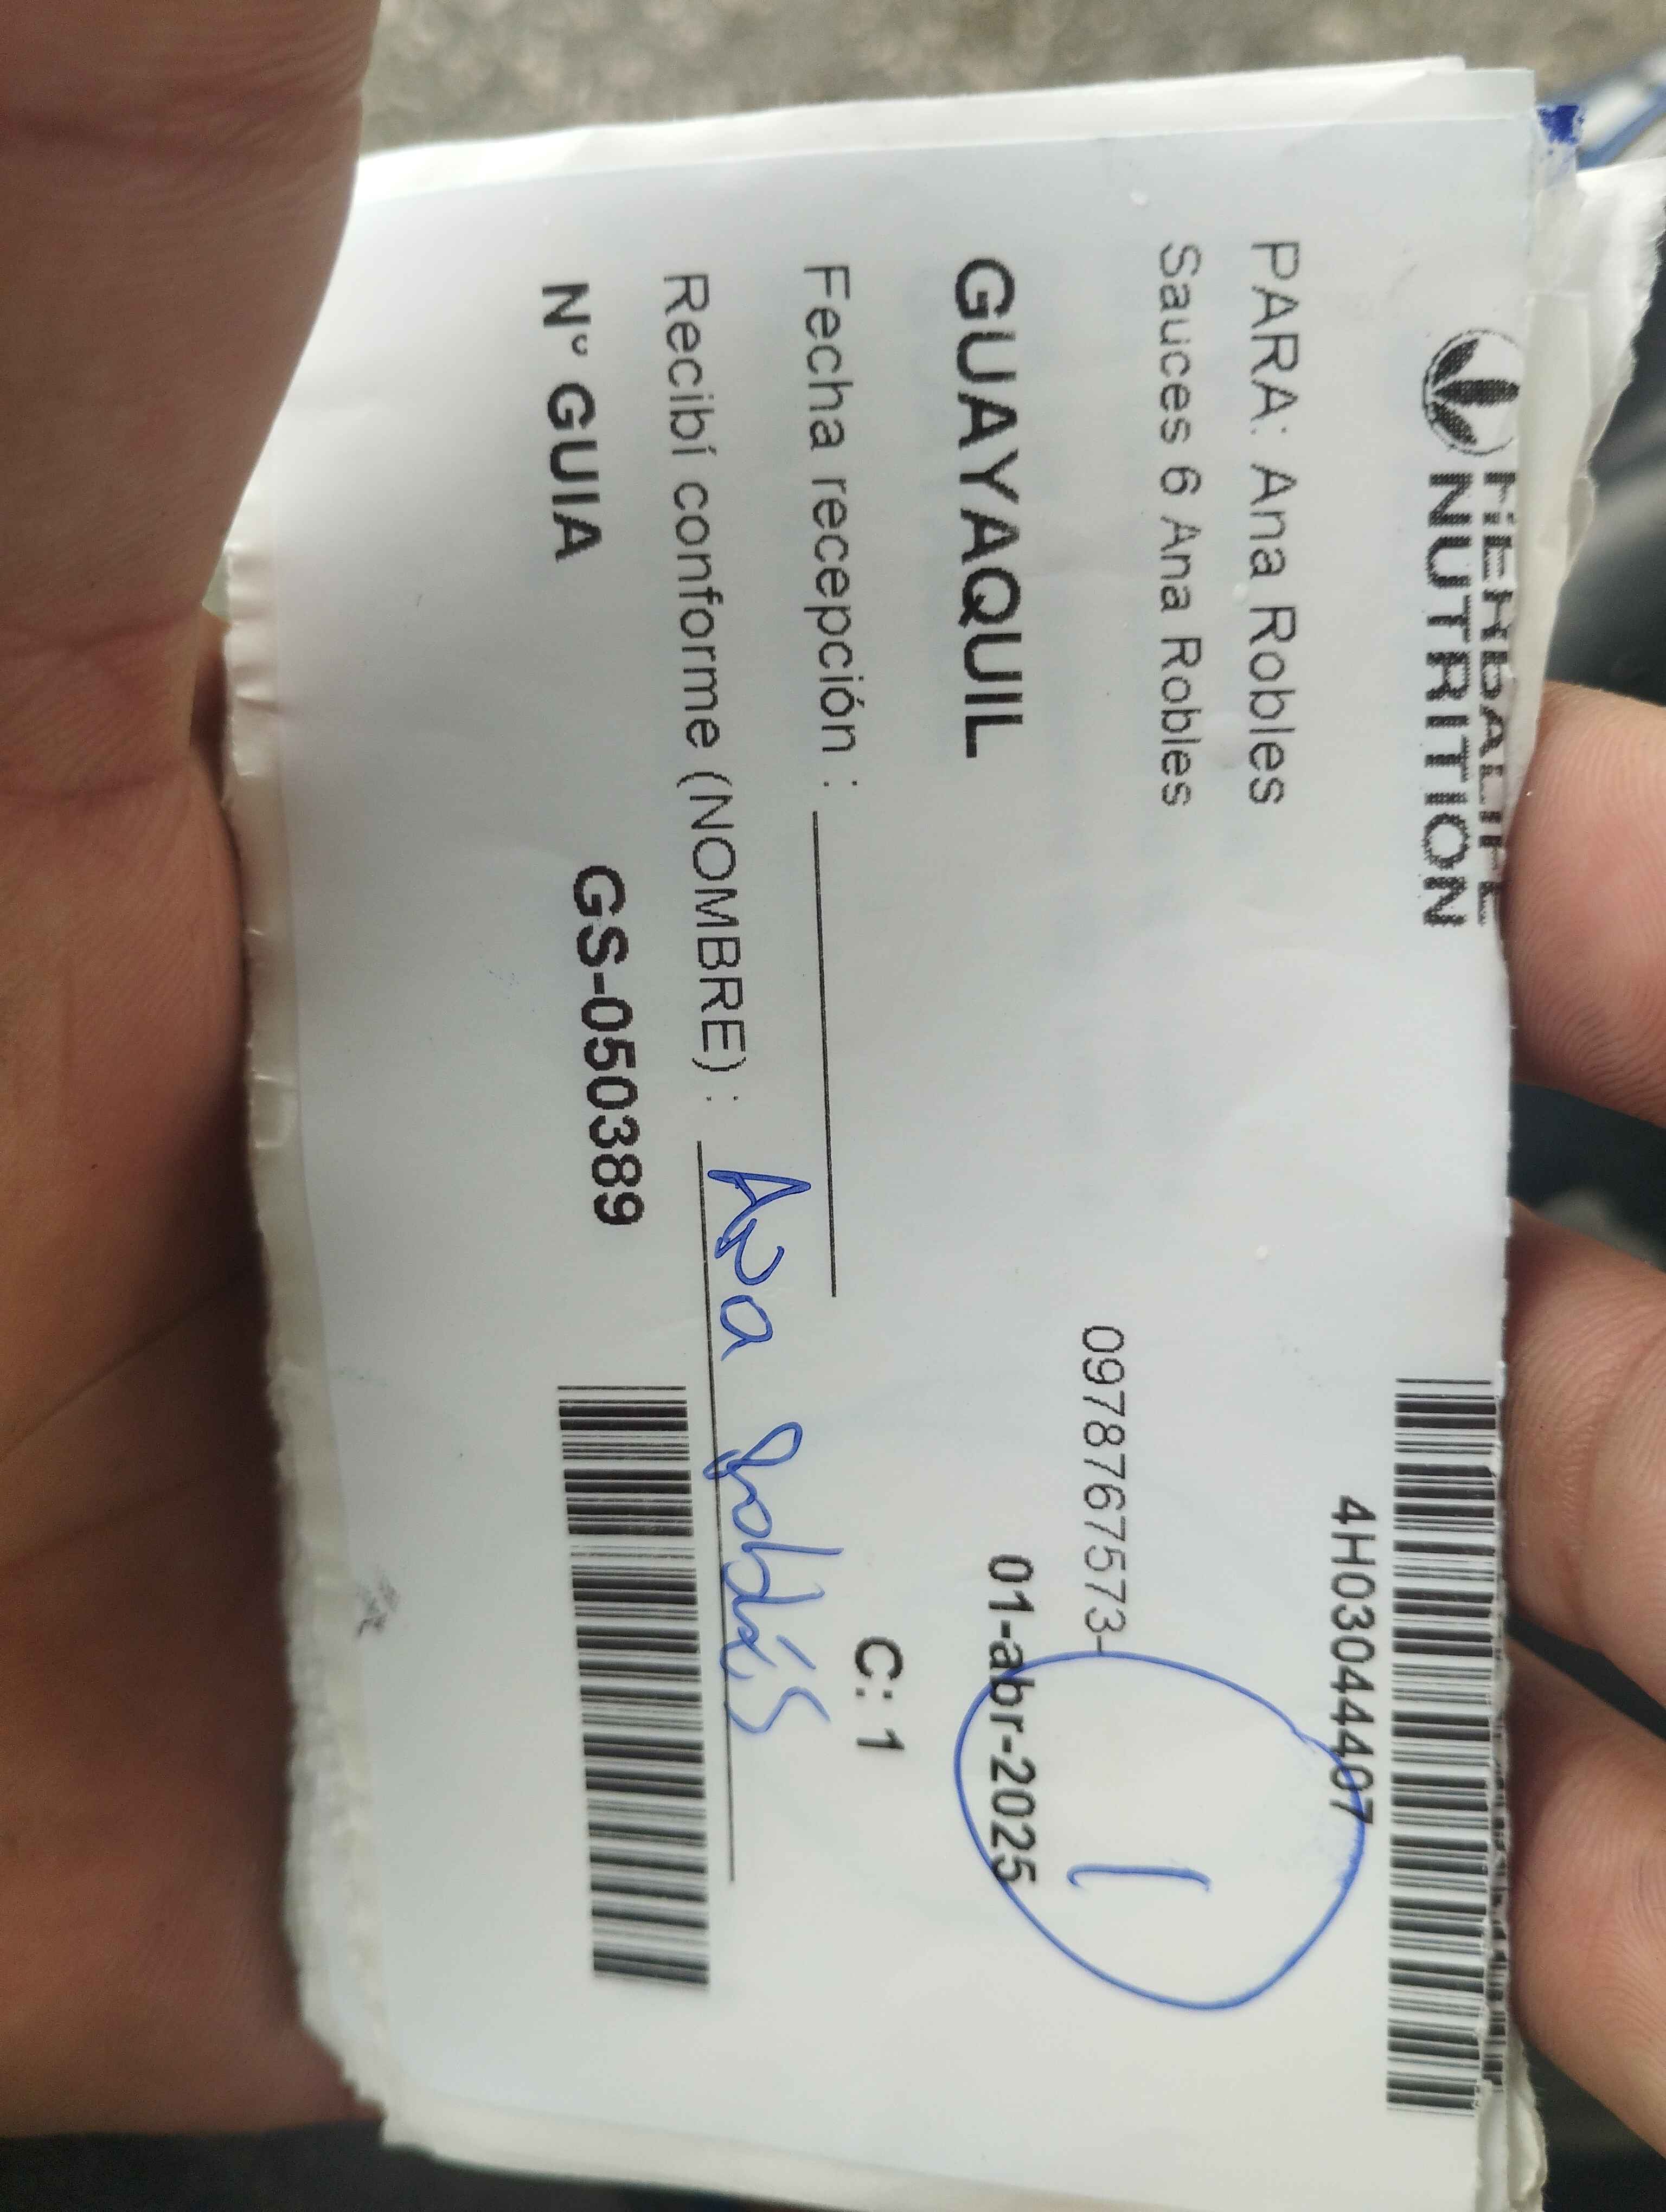 HERBALIFE
NUTRITION
4H03044407
PARA: Ana Robles
Sauces 6 Ana Robles
0978767573-
1
GUAYAQUIL
01-abr-2025
Fecha recepción :
C: 1
Recibí conforme (NOMBRE) : Ana
N° GUIA GS-050389